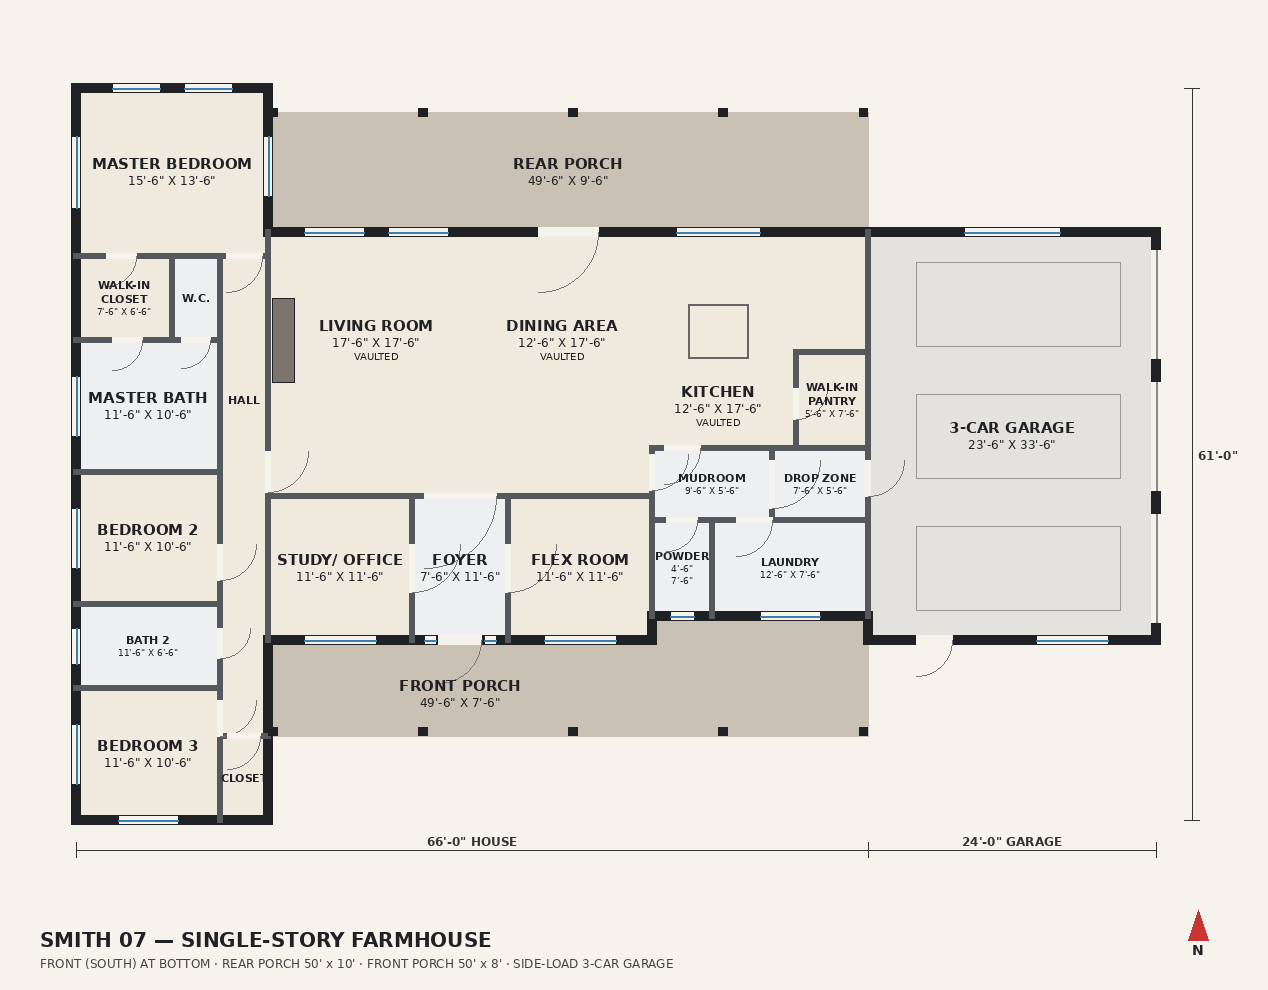 MASTER BEDROOM
15'-6" X 13'-6"
REAR PORCH
49'-6" X 9'-6"
WALK-IN
CLOSET
7'-6" X 6'-6"
W.C.
LIVING ROOM
17'-6" X 17'-6"
VAULTED
DINING AREA
12'-6" X 17'-6"
VAULTED
KITCHEN
12'-6" X 17'-6"
VAULTED
WALK-IN
PANTRY
5'-6" X 7'-6"
MASTER BATH
11'-6" X 10'-6"
HALL
3-CAR GARAGE
23'-6" X 33'-6"
61'-0"
MUDROOM
9'-6" X 5'-6"
DROP ZONE
7'-6" X 5'-6"
BEDROOM 2
11'-6" X 10'-6"
STUDY/ OFFICE
11'-6" X 11'-6"
FOYER
7'-6" X 11'-6"
FLEX ROOM
11'-6" X 11'-6"
POWDER
4'-6"
7'-6"
LAUNDRY
12'-6" X 7'-6"
BATH 2
11'-6" X 6'-6"
FRONT PORCH
49'-6" X 7'-6"
BEDROOM 3
11'-6" X 10'-6"
CLOSET
66'-0" HOUSE
24'-0" GARAGE
SMITH 07 — SINGLE-STORY FARMHOUSE
FRONT (SOUTH) AT BOTTOM · REAR PORCH 50' x 10' · FRONT PORCH 50' x 8' · SIDE-LOAD 3-CAR GARAGE
N